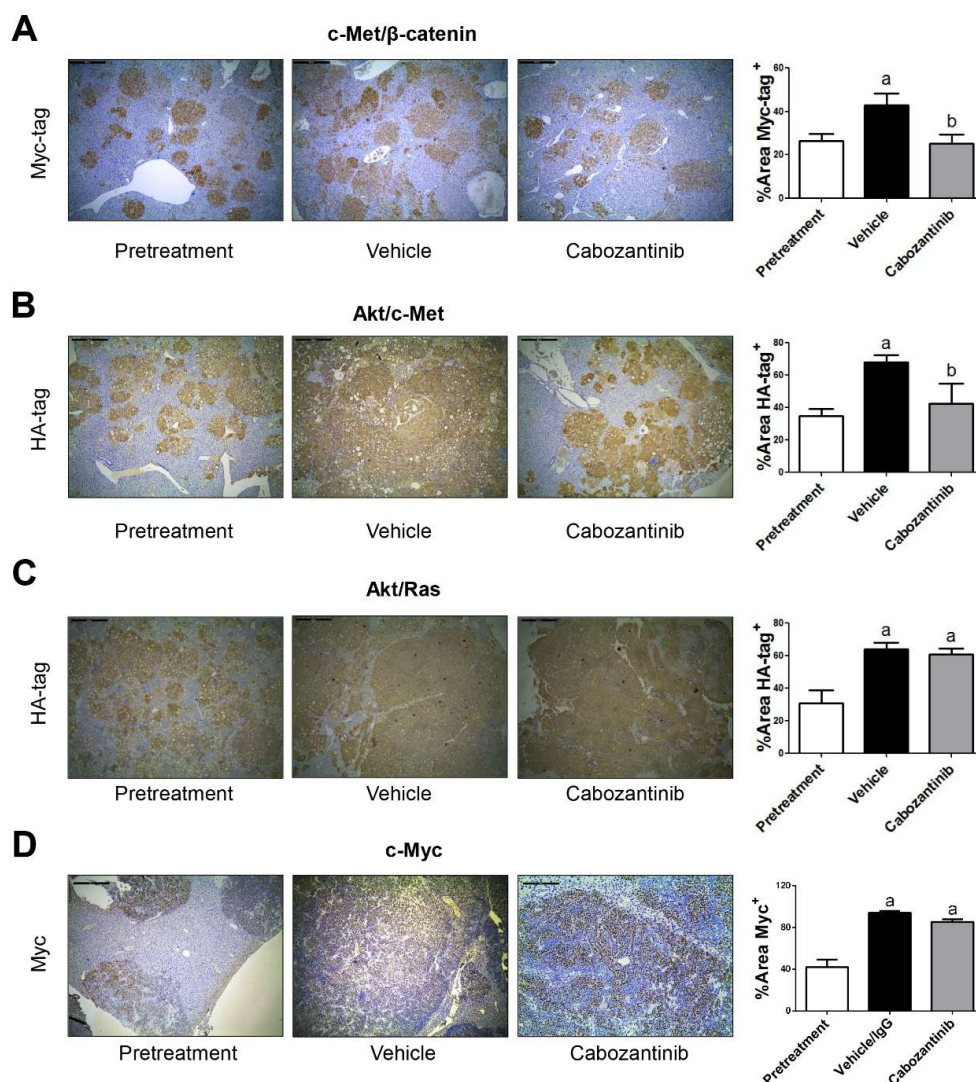 A
c-Met/β-catenin
Myc-tag
Pretreatment
Vehicle
Cabozantinib
%Area Myc-tag+
60
40
20
0
a
b
Pretreatment
Vehicle
Cabozantinib
B
Akt/c-Met
HA-tag
Pretreatment
Vehicle
Cabozantinib
%Area HA-tag+
80
60
40
20
0
a
b
Pretreatment
Vehicle
Cabozantinib
C
Akt/Ras
HA-tag
Pretreatment
Vehicle
Cabozantinib
%Area HA-tag+
80
60
40
20
0
a
a
Pretreatment
Vehicle
Cabozantinib
D
c-Myc
Myc
Pretreatment
Vehicle
Cabozantinib
%Area Myc+
120
80
40
0
a
a
Pretreatment
Vehicle/IgG
Cabozantinib